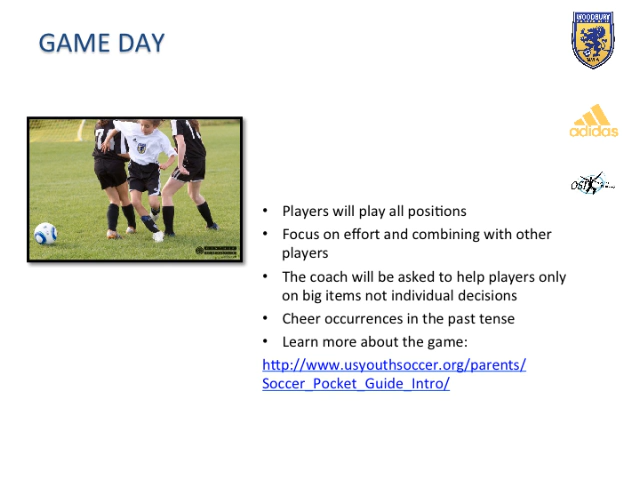 GAME DAY
WOODBURY
adidas
• Players will play all positions
• Focus on effort and combining with other
players
• The coach will be asked to help players only
on big items not individual decisions
• Cheer occurrences in the past tense
• Learn more about the game:
http://www.usyouthsoccer.org/parents/
Soccer_Pocket_Guide_Intro/